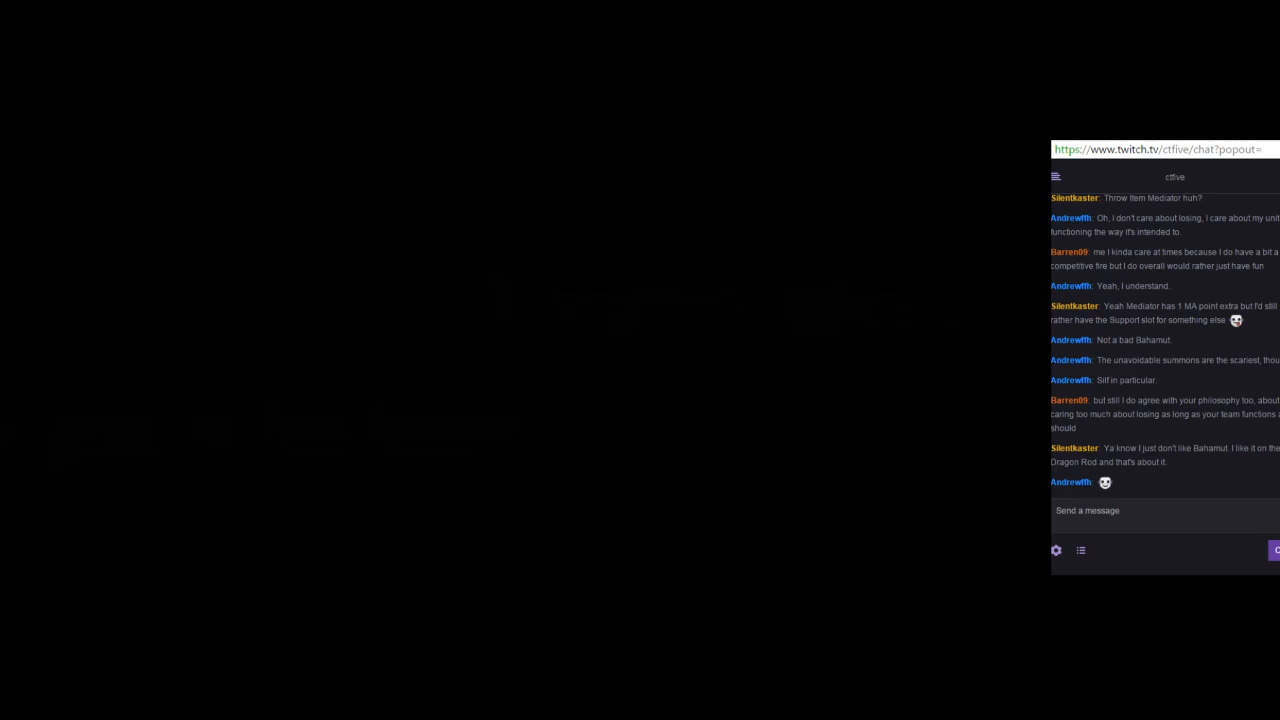 https://www.twitch.tv/ctfive/chat?popout=
ctfive
Silentkaster: Throw Item Mediator huh?
Andrewffh: Oh, I don't care about losing, I care about my unit
functioning the way it's intended to.
Barren09: me I kinda care at times because I do have a bit a
competitive fire but I do overall would rather just have fun
Andrewffh: Yeah, I understand.
Silentkaster: Yeah Mediator has 1 MA point extra but I'd still
rather have the Support slot for something else
Andrewffh: Not a bad Bahamut.
Andrewffh: The unavoidable summons are the scariest, thou
Andrewffh: Silf in particular.
Barren09: but still I do agree with your philosophy too, about
caring too much about losing as long as your team functions a
should
Silentkaster: Ya know I just don't like Bahamut. I like it on the
Dragon Rod and that's about it.
Andrewffh:
Send a message
C